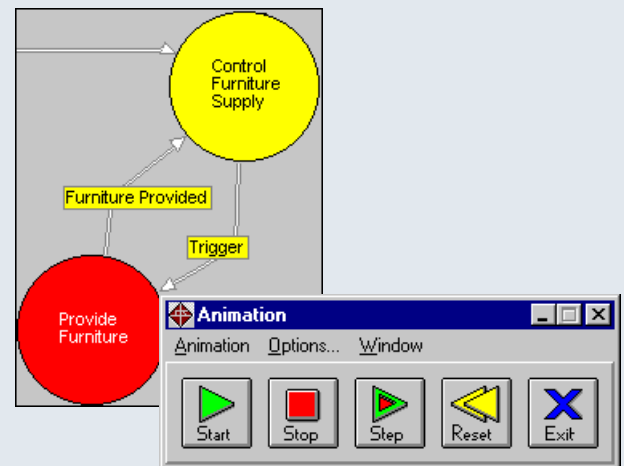 Control
Furniture
Supply
Furniture Provided
Trigger
Provide
Furniture
Animation
Animation Options... Window
Start Stop Step Reset Exit